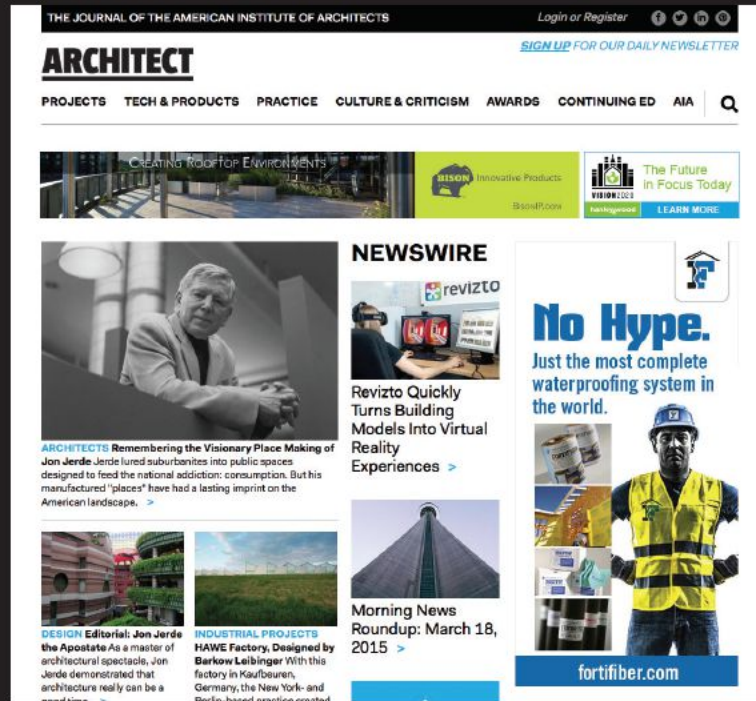 THE JOURNAL OF THE AMERICAN INSTITUTE OF ARCHITECTS
Login or Register
SIGN UP FOR OUR DAILY NEWSLETTER
ARCHITECT
PROJECTS TECH & PRODUCTS PRACTICE CULTURE & CRITICISM AWARDS CONTINUING ED AIA
CREATING ROOFTOP ENVIRONMENTS
BISON Innovative Products
BisonIP.com
VISION2020
The Future
in Focus Today
LEARN MORE
ARCHITECTS Remembering the Visionary Place Making of
Jon Jerde Jerde lured suburbanites into public spaces
designed to feed the national addiction: consumption. But his
manufactured "places" have had a lasting imprint on the
American landscape. >
DESIGN Editorial: Jon Jerde
the Apostate As a master of
architectural spectacle, Jon
Jerde demonstrated that
architecture really can be a
good time. >
INDUSTRIAL PROJECTS
HAWE Factory, Designed by
Barkow Leibinger With this
factory in Kaufbeuren,
Germany, the New York- and
Berlin-based practice created
NEWSWIRE
revizto
Revizto Quickly
Turns Building
Models Into Virtual
Reality
Experiences >
Morning News
Roundup: March 18,
2015 >
No Hype.
Just the most complete
waterproofing system in
the world.
fortifiber.com